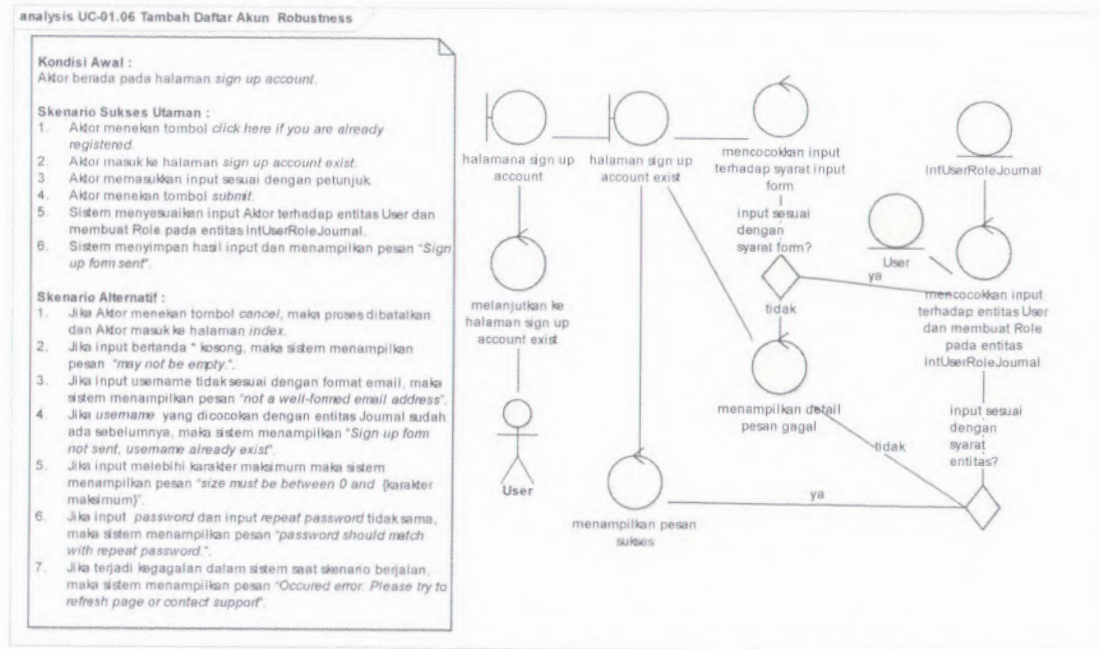 analysis UC-01.06 Tambah Daftar Akun Robustness
Kondisi Awal :
Aktor berada pada halaman sign up account.
Skenario Sukses Utaman :
1. Aktor menekan tombol click here if you are already
registered.
2. Aktor masuk ke halaman sign up account exist.
3. Aktor memasukkan input sesuai dengan petunjuk.
4. Aktor menekan tombol submit.
5. Sistem menyesuaikan input Aktor terhadap entitas User dan
membuat Role pada entitas IntUserRoleJournal.
6. Sistem menyimpan hasil input dan menampilkan pesan "Sign
up form sent".
Skenario Alternatif :
1. Jika Aktor menekan tombol cancel, maka proses dibatalkan
dan Aktor masuk ke halaman index.
2. Jika input bertanda * kosong, maka sistem menampilkan
pesan "may not be empty.".
3. Jika input username tidak sesuai dengan format email, maka
sistem menampilkan pesan "not a well-formed email address".
4. Jika username yang dicocokan dengan entitas Journal sudah
ada sebelumnya, maka sistem menampilkan "Sign up form
not sent, username already exist".
5. Jika input melebihi karakter maksimum maka sistem
menampilkan pesan "size must be between 0 and {karakter
maksimum}".
6. Jika input password dan input repeat password tidak sama,
maka sistem menampilkan pesan "password should match
with repeat password.".
7. Jika terjadi kegagalan dalam sistem saat skenario berjalan,
maka sistem menampilkan pesan "Occured error. Please try to
refresh page or contact support".
halamana sign up
account
halaman sign up
account exist
mencocokkan input
terhadap syarat input
form
IntUserRoleJournal
input sesuai
dengan
syarat form?
User
ya
tidak
melanjutkan ke
halaman sign up
account exist
mencocokkan input
terhadap entitas User
dan membuat Role
pada entitas
IntUserRoleJournal
menampilkan detail
pesan gagal
input sesuai
dengan
syarat
entitas?
tidak
User
ya
menampilkan pesan
sukses